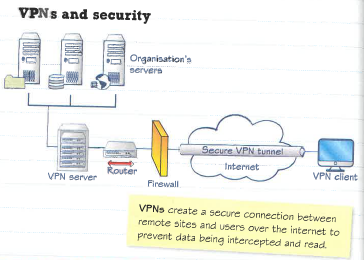 VPNs and security
Organisation's
servers
Secure VPN tunnel
Internet
VPN server
Router
Firewall
VPN client
VPNs create a secure connection between
remote sites and users over the internet to
prevent data being intercepted and read.